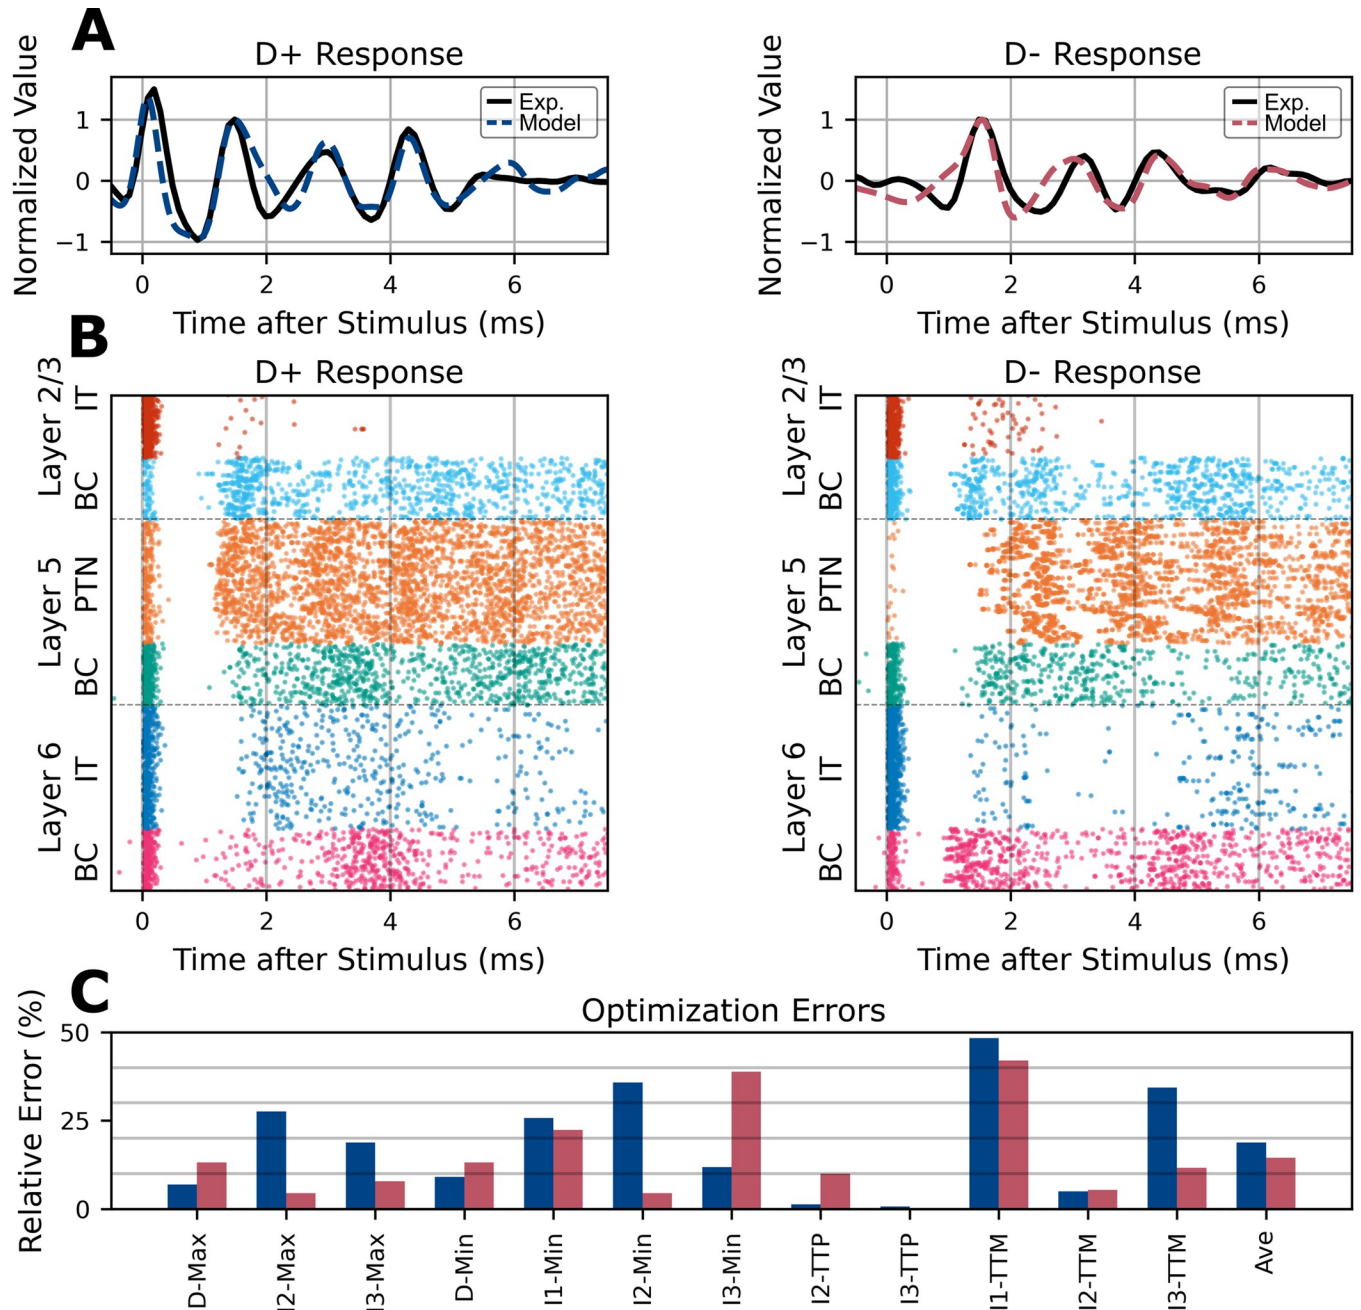 A
D+ Response
Normalized Value
1
0
−1
Exp.
Model
0 2 4 6
Time after Stimulus (ms)
D- Response
Normalized Value
1
0
−1
Exp.
Model
0 2 4 6
Time after Stimulus (ms)
B
D+ Response
Layer 2/3
IT
BC
Layer 5
PTN
BC
Layer 6
IT
BC
0 2 4 6
Time after Stimulus (ms)
D- Response
Layer 2/3
IT
BC
Layer 5
PTN
BC
Layer 6
IT
BC
0 2 4 6
Time after Stimulus (ms)
C
Optimization Errors
Relative Error (%)
50
25
0
D-Max
I2-Max
I3-Max
D-Min
I1-Min
I2-Min
I3-Min
I2-TTP
I3-TTP
I1-TTM
I2-TTM
I3-TTM
Ave